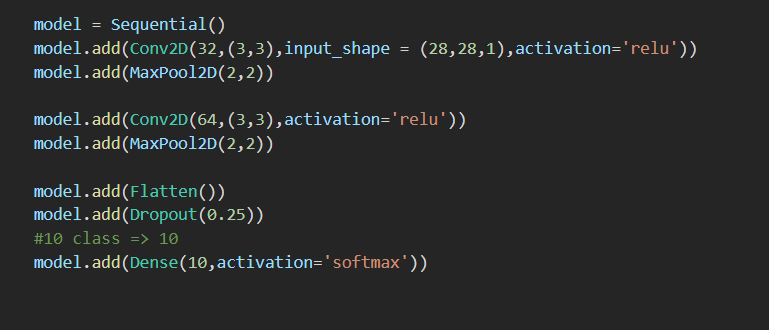 model = Sequential()
model.add(Conv2D(32,(3,3),input_shape = (28,28,1),activation='relu'))
model.add(MaxPool2D(2,2))
model.add(Conv2D(64,(3,3),activation='relu'))
model.add(MaxPool2D(2,2))
model.add(Flatten())
model.add(Dropout(0.25))
#10 class => 10
model.add(Dense(10,activation='softmax'))